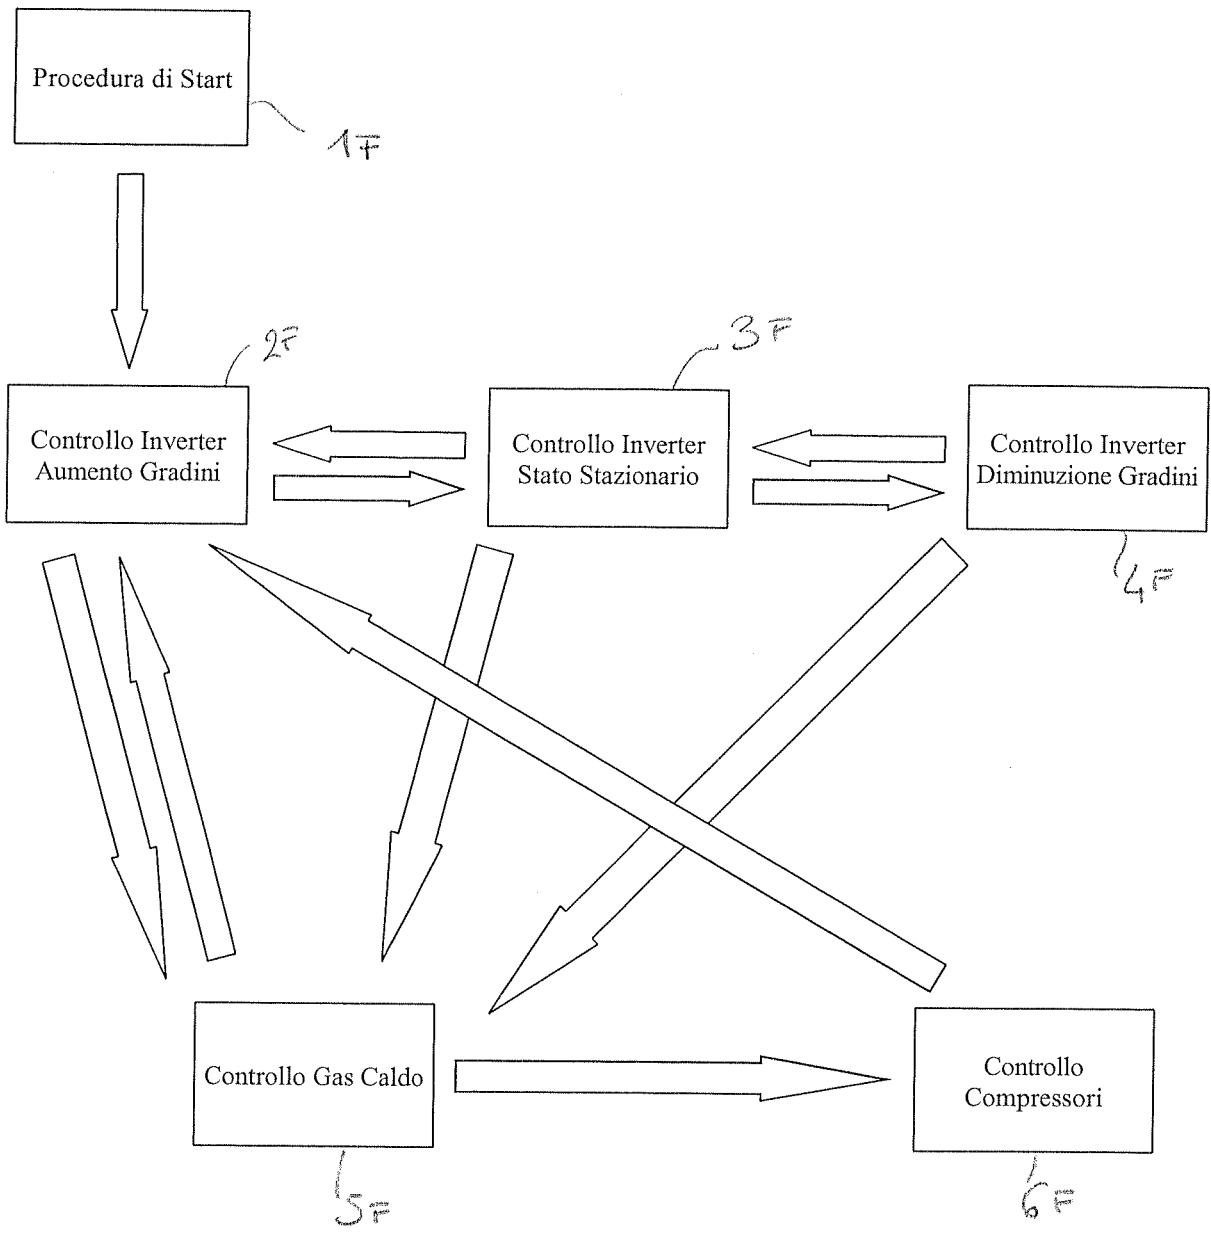 Procedura di Start
1F
2F
3F
Controllo Inverter
Aumento Gradini
Controllo Inverter
Stato Stazionario
Controllo Inverter
Diminuzione Gradini
4F
Controllo Gas Caldo
Controllo
Compressori
5F
6F